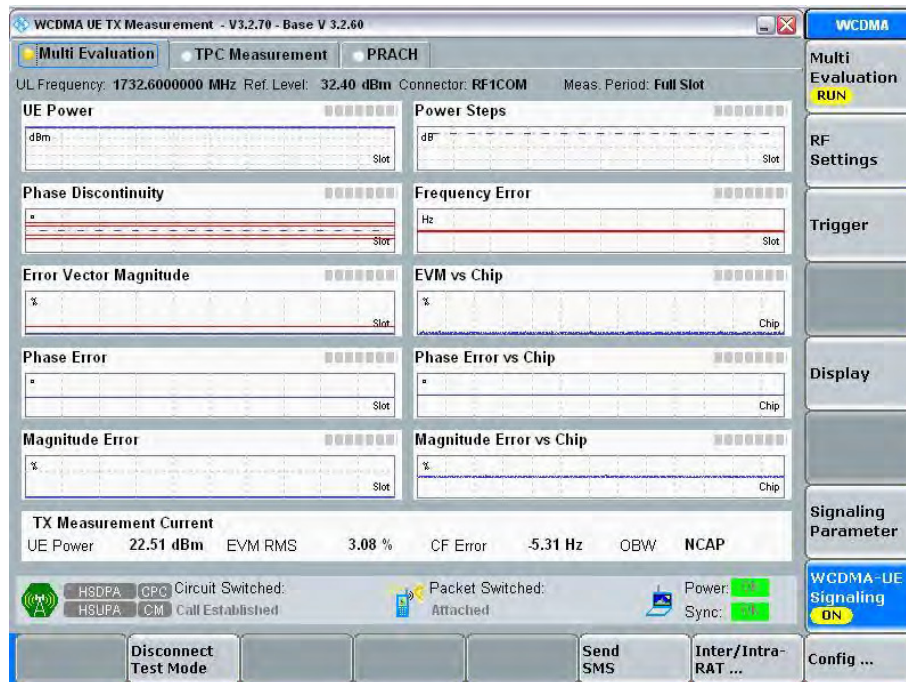 WCDMA UE TX Measurement - V3.2.70 - Base V 3.2.60
WCDMA
Multi Evaluation
TPC Measurement
PRACH
UL Frequency: 1732.6000000 MHz Ref. Level: 32.40 dBm Connector: RF1COM Meas. Period: Full Slot
UE Power
dBm
Slot
Power Steps
dB
Slot
Phase Discontinuity
°
Slot
Frequency Error
Hz
Slot
Error Vector Magnitude
%
Slot
EVM vs Chip
%
Chip
Phase Error
°
Slot
Phase Error vs Chip
°
Chip
Magnitude Error
%
Slot
Magnitude Error vs Chip
%
Chip
TX Measurement Current
UE Power 22.51 dBm EVM RMS 3.08 % CF Error -5.31 Hz OBW NCAP
HSDPA CPC Circuit Switched:
HSUPA CM Call Established
Packet Switched:
Attached
Power:
Sync:
Multi
Evaluation
RUN
RF
Settings
Trigger
Display
Signaling
Parameter
WCDMA-UE
Signaling
ON
Disconnect
Test Mode
Send
SMS
Inter/Intra-
RAT ...
Config ...